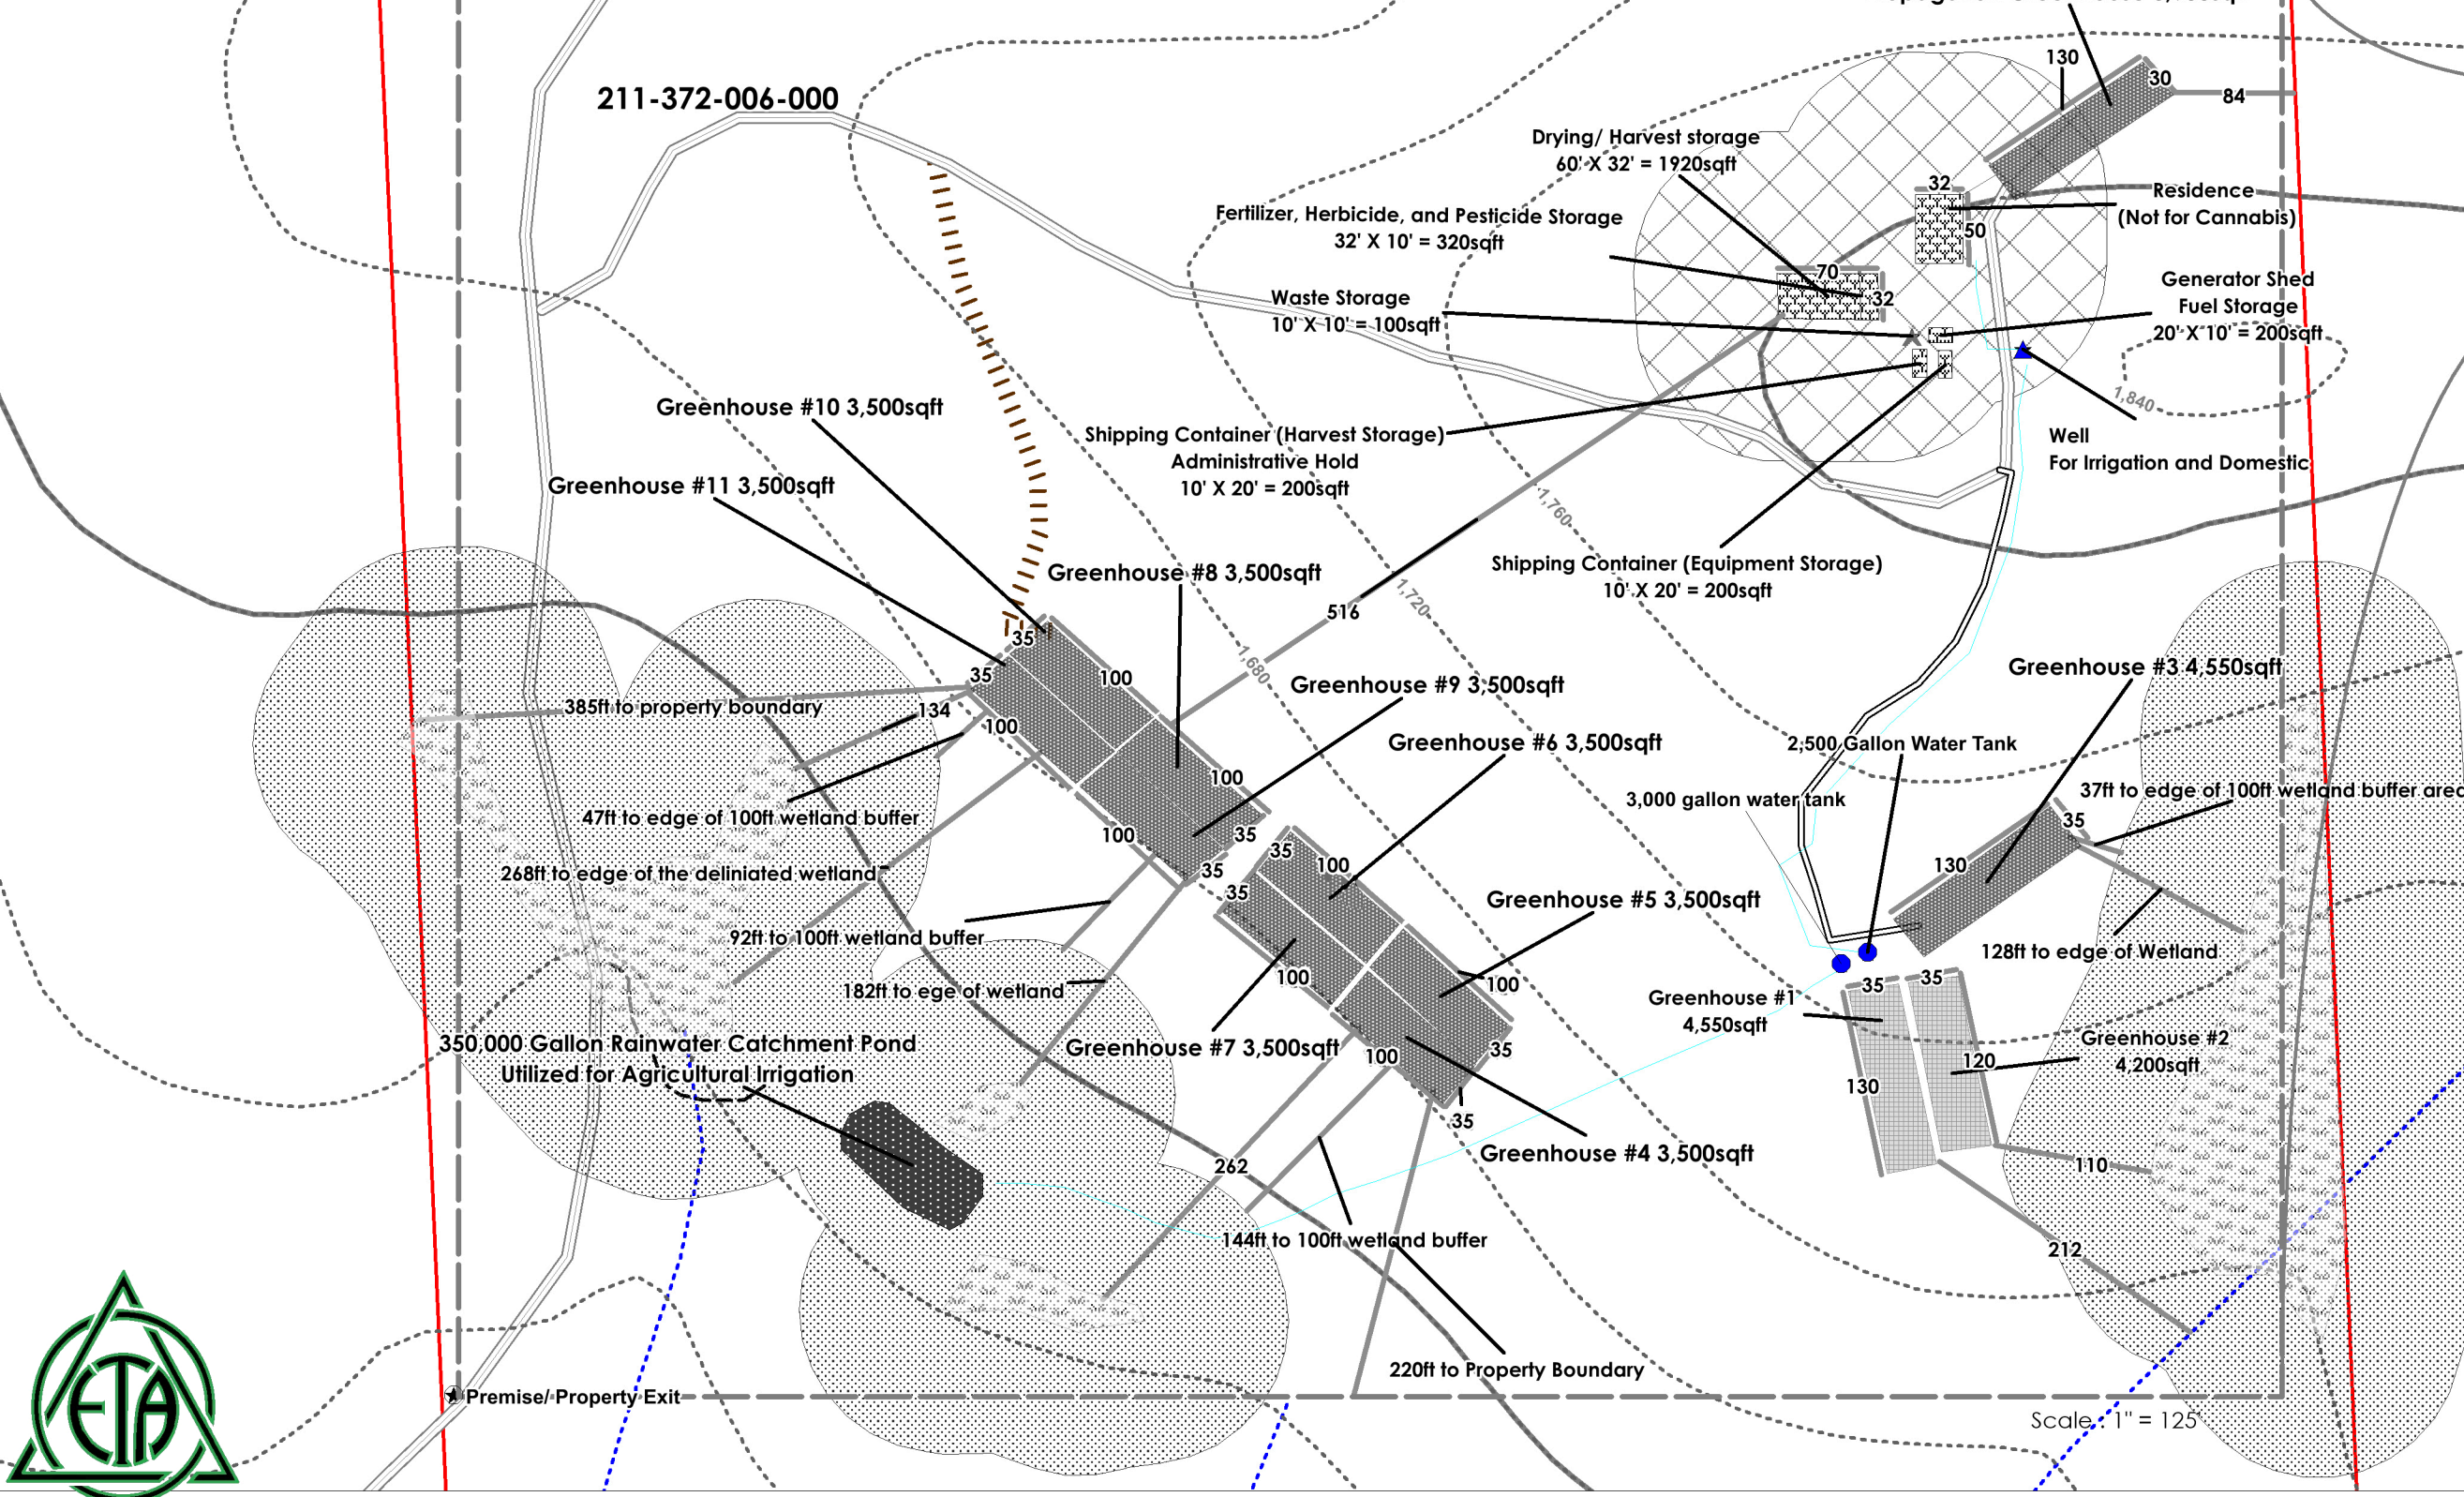 130
30
84
211-372-006-000
Drying/ Harvest storage
60' X 32' = 1920sqft
32
Residence
(Not for Cannabis)
Fertilizer, Herbicide, and Pesticide Storage
32' X 10' = 320sqft
50
70
32
Generator Shed
Fuel Storage
20' X 10' = 200sqft
Waste Storage
10' X 10' = 100sqft
1,840
Greenhouse #10 3,500sqft
Shipping Container (Harvest Storage)
Administrative Hold
10' X 20' = 200sqft
Well
For Irrigation and Domestic
Greenhouse #11 3,500sqft
1,760
Greenhouse #8 3,500sqft
Shipping Container (Equipment Storage)
10' X 20' = 200sqft
1,720
516
35
1,680
35
100
Greenhouse #9 3,500sqft
Greenhouse #3 4,550sqft
385ft to property boundary
134
100
Greenhouse #6 3,500sqft
2,500 Gallon Water Tank
100
3,000 gallon water tank
37ft to edge of 100ft wetland buffer area
47ft to edge of 100ft wetland buffer
100
35
35
35
100
130
268ft to edge of the deliniated wetland
35
35
Greenhouse #5 3,500sqft
92ft to 100ft wetland buffer
128ft to edge of Wetland
100
100
35
35
182ft to ege of wetland
Greenhouse #1
4,550sqft
350,000 Gallon Rainwater Catchment Pond
Utilized for Agricultural Irrigation
Greenhouse #7 3,500sqft
100
35
Greenhouse #2
4,200sqft
120
130
35
Greenhouse #4 3,500sqft
262
110
144ft to 100ft wetland buffer
212
220ft to Property Boundary
Premise/ Property Exit
Scale : 1" = 125'
ETA